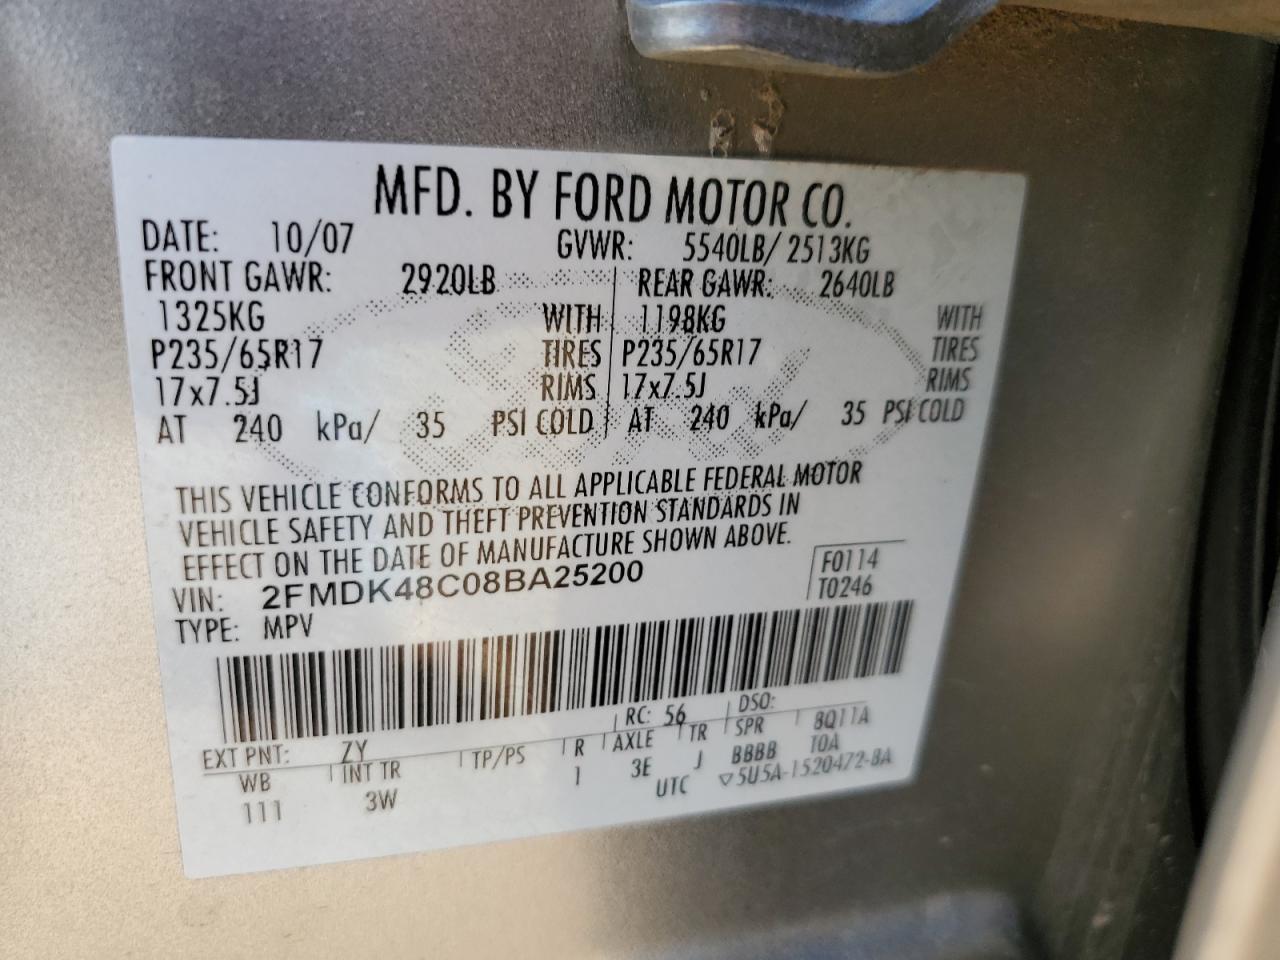 MFD. BY FORD MOTOR CO.
DATE: 10/07 GVWR: 5540LB/ 2513KG
FRONT GAWR: 2920LB REAR GAWR: 2640LB
1325KG WITH 1198KG WITH
P235/65R17 TIRES P235/65R17 TIRES
17x7.5J RIMS 17x7.5J RIMS
AT 240 kPa/ 35 PSI COLD AT 240 kPa/ 35 PSI COLD
THIS VEHICLE CONFORMS TO ALL APPLICABLE FEDERAL MOTOR
VEHICLE SAFETY AND THEFT PREVENTION STANDARDS IN
EFFECT ON THE DATE OF MANUFACTURE SHOWN ABOVE.
VIN: 2FMDK48C08BA25200 F0114
TYPE: MPV T0246
EXT PNT: ZY RC: 56 DSO:
WB INT TR TP/PS R AXLE TR SPR 8Q11A
111 3W 1 3E J BBBB TOA
UTC ▽5U5A-1520472-BA